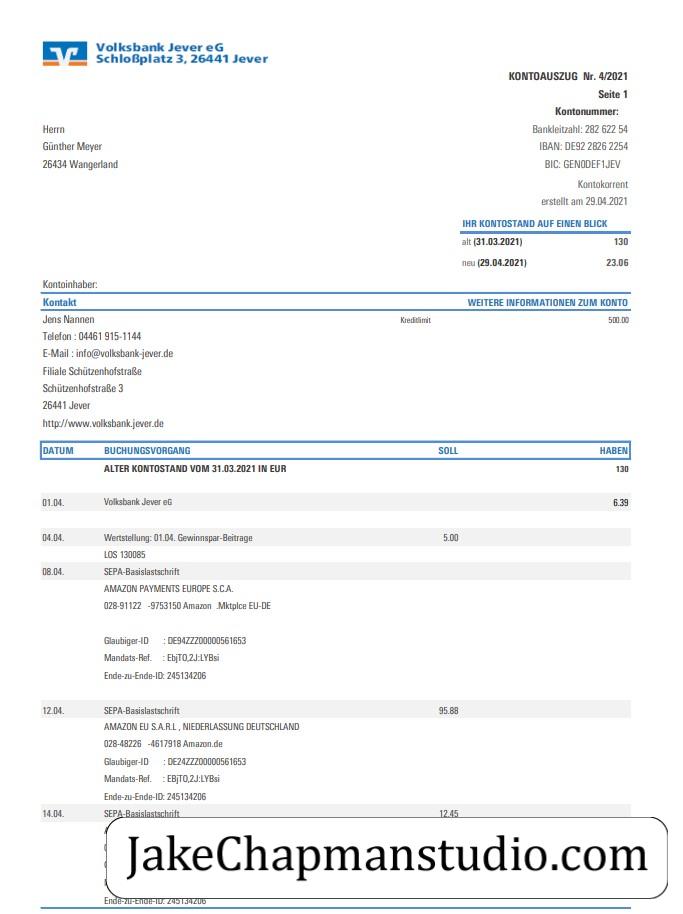 Volksbank Jever eG
Schloßplatz 3, 26441 Jever
KONTOAUSZUG Nr. 4/2021
Seite 1
Kontonummer:
Herrn
Bankleitzahl: 282 622 54
Günther Meyer
IBAN: DE92 2826 2254
26434 Wangerland
BIC: GENODEF1JEV
Kontokorrent
erstellt am 29.04.2021
IHR KONTOSTAND AUF EINEN BLICK
alt (31.03.2021) 130
neu (29.04.2021) 23.06
Kontoinhaber:
Kontakt WEITERE INFORMATIONEN ZUM KONTO
Jens Nannen Kreditlimit 500.00
Telefon : 04461 915-1144
E-Mail : info@volksbank-jever.de
Filiale Schützenhofstraße
Schützenhofstraße 3
26441 Jever
http://www.volksbank.jever.de
DATUM BUCHUNGSVORGANG SOLL HABEN
ALTER KONTOSTAND VOM 31.03.2021 IN EUR 130
01.04. Volksbank Jever eG 6.39
04.04. Wertstellung: 01.04. Gewinnspar-Beitrage 5.00
LOS 130085
08.04. SEPA-Basislastschrift
AMAZON PAYMENTS EUROPE S.C.A.
028-91122 -9753150 Amazon .Mktplce EU-DE
Glaubiger-ID : DE94ZZZ00000561653
Mandats-Ref. : EbjTO,2J:LYBsi
Ende-zu-Ende-ID: 245134206
12.04. SEPA-Basislastschrift 95.88
AMAZON EU S.A.R.L , NIEDERLASSUNG DEUTSCHLAND
028-48226 -4617918 Amazon.de
Glaubiger-ID : DE24ZZZ00000561653
Mandats-Ref. : EBjTO,2J:LYBsi
Ende-zu-Ende-ID: 245134206
14.04. SEPA-Basislastschrift 12.45
JakeChapmanstudio.com
Ende-zu-Ende-ID: 245134206